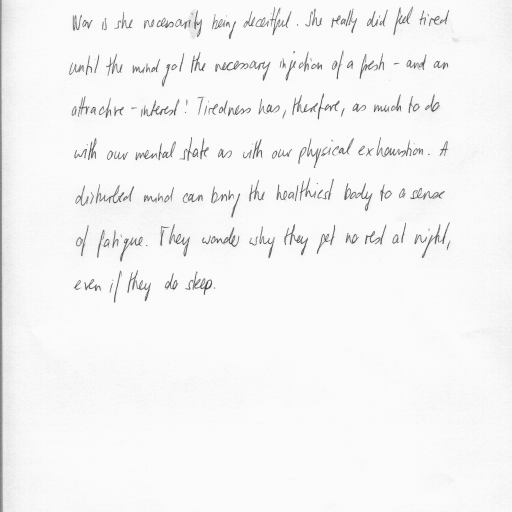 Nor is she necessarily being deceitful. She really did feel tired
until the mind got the necessary injection of a fresh - and an
attractive - interest! Tiredness has, therefore, as much to do
with our mental state as with our physical exhaustion. A
disturbed mind can bring the healthiest body to a sense
of fatigue. They wonder why they get no rest at night,
even if they do sleep.